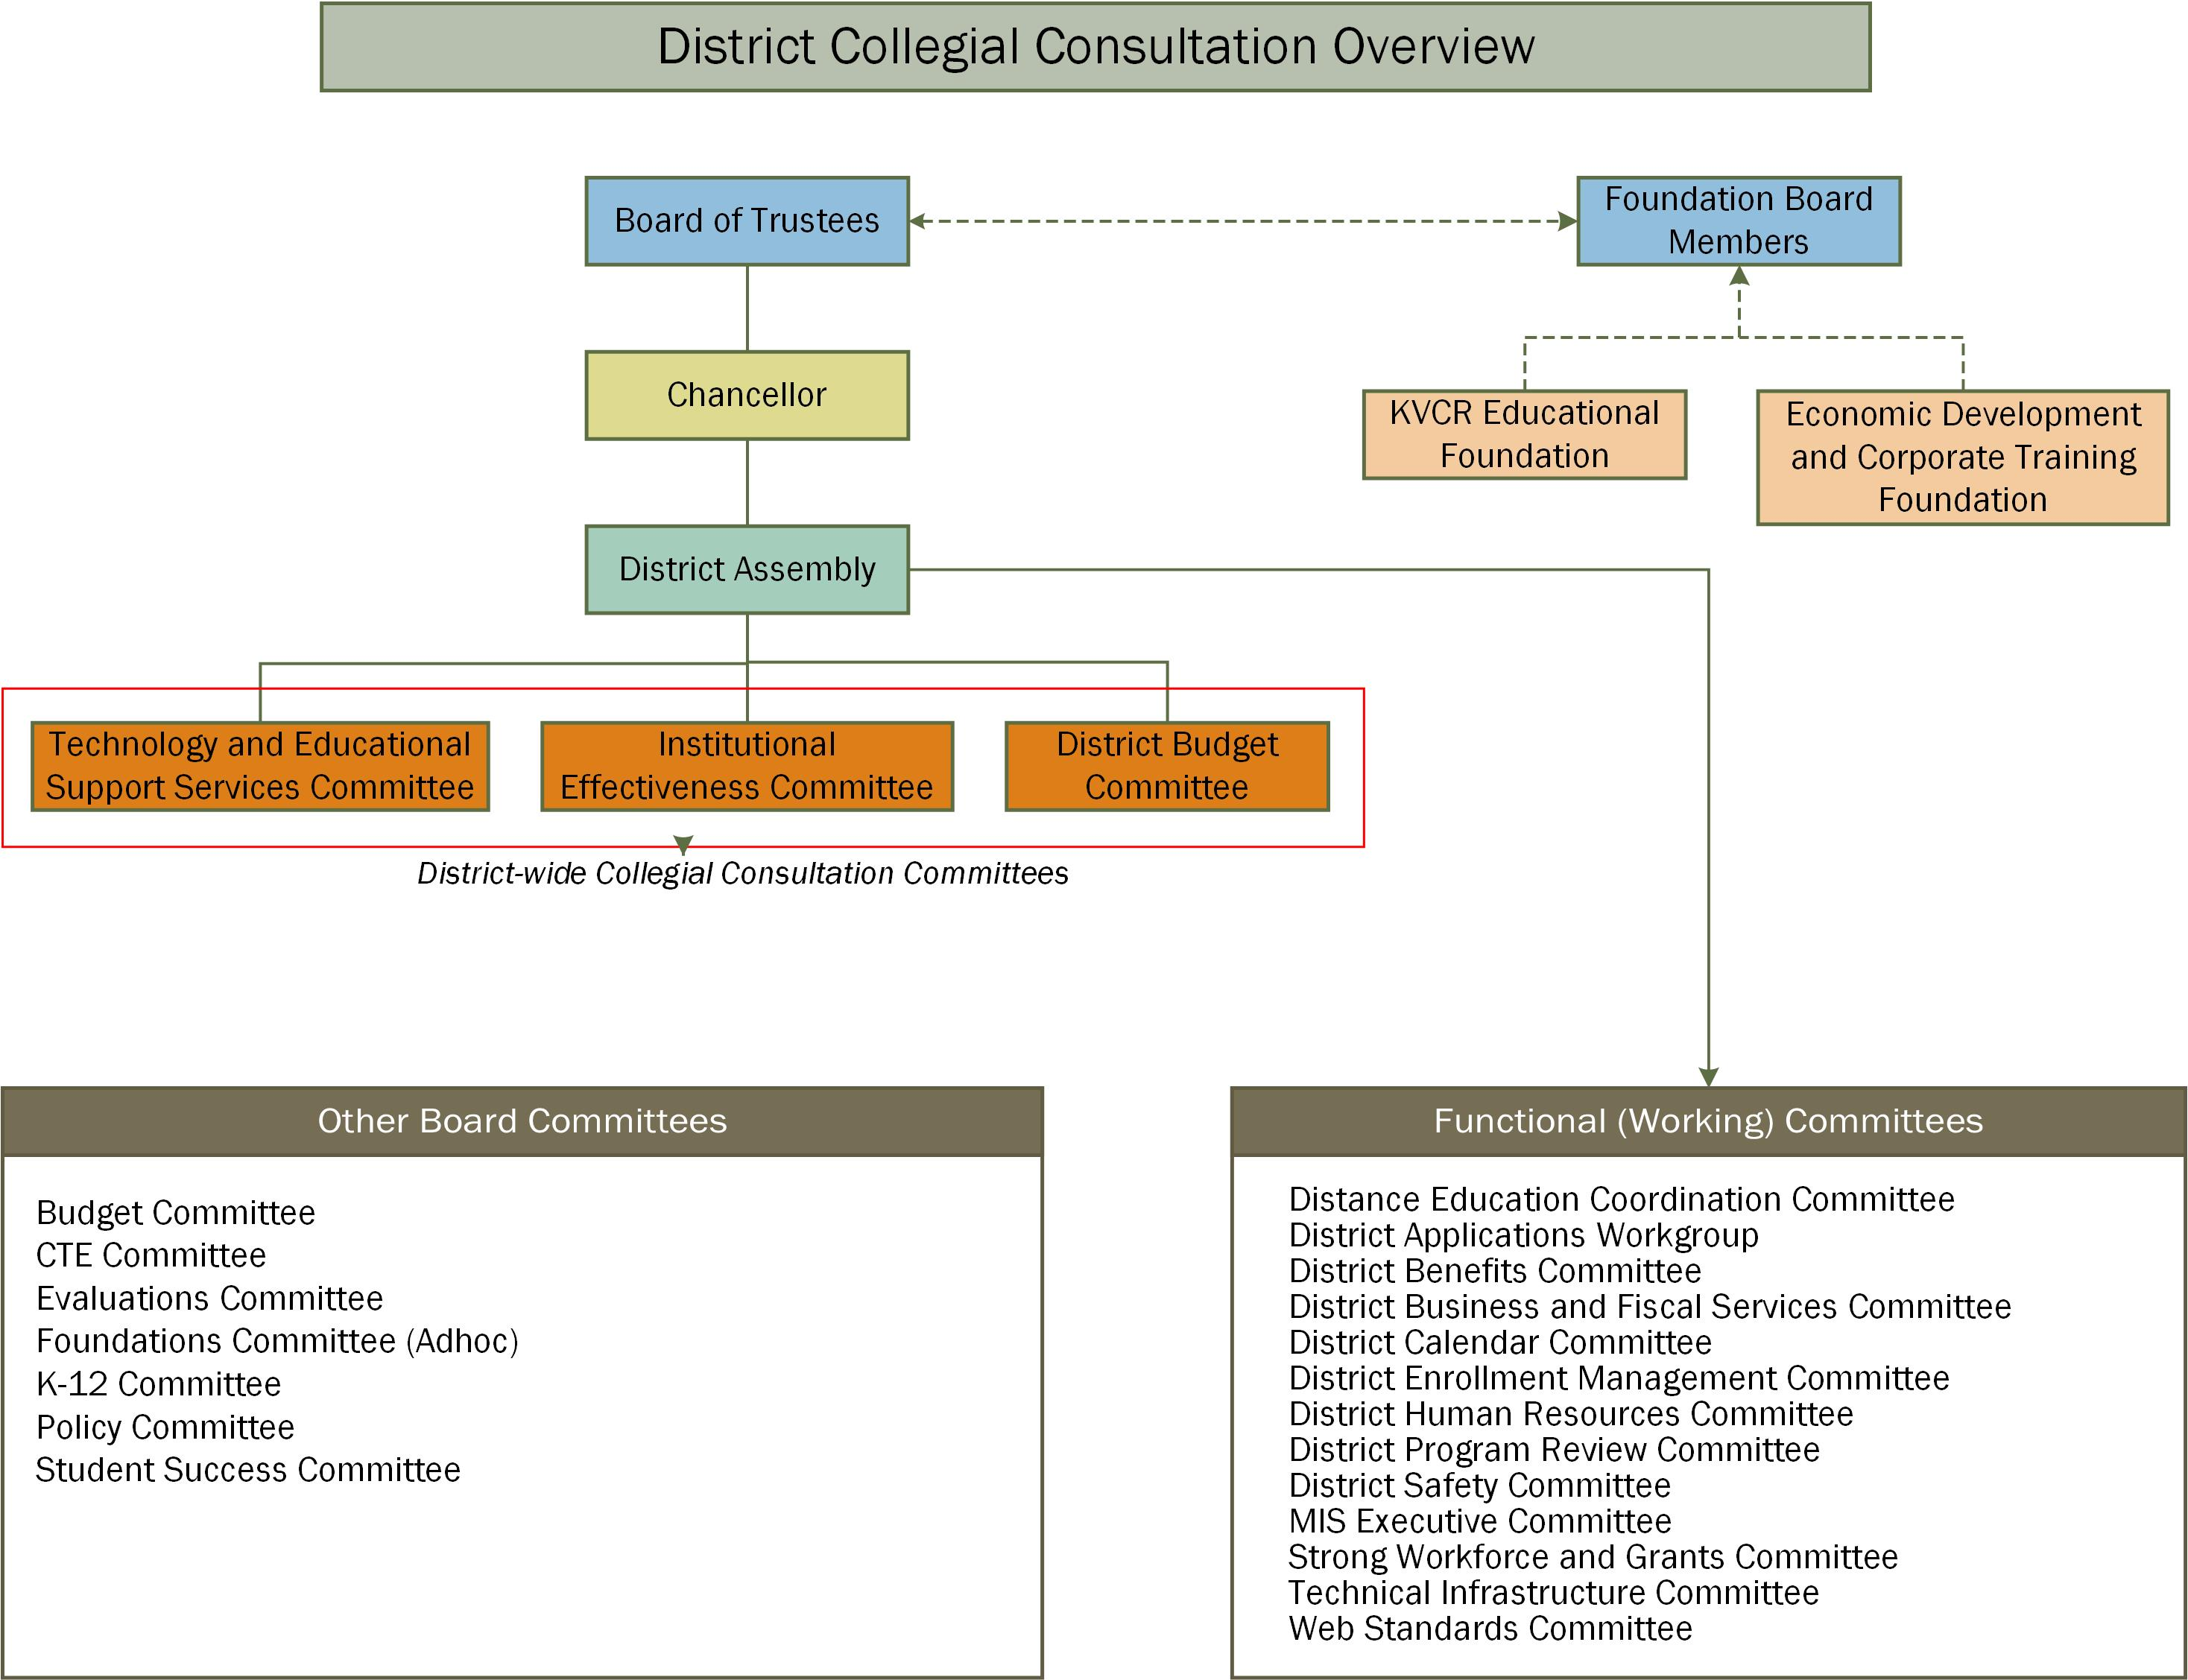 District Collegial Consultation Overview
Board of Trustees
Foundation Board
Members
Chancellor
KVCR Educational
Foundation
Economic Development
and Corporate Training
Foundation
District Assembly
Technology and Educational
Support Services Committee
Institutional
Effectiveness Committee
District Budget
Committee
District-wide Collegial Consultation Committees
Other Board Committees
Budget Committee
CTE Committee
Evaluations Committee
Foundations Committee (Adhoc)
K-12 Committee
Policy Committee
Student Success Committee
Functional (Working) Committees
Distance Education Coordination Committee
District Applications Workgroup
District Benefits Committee
District Business and Fiscal Services Committee
District Calendar Committee
District Enrollment Management Committee
District Human Resources Committee
District Program Review Committee
District Safety Committee
MIS Executive Committee
Strong Workforce and Grants Committee
Technical Infrastructure Committee
Web Standards Committee